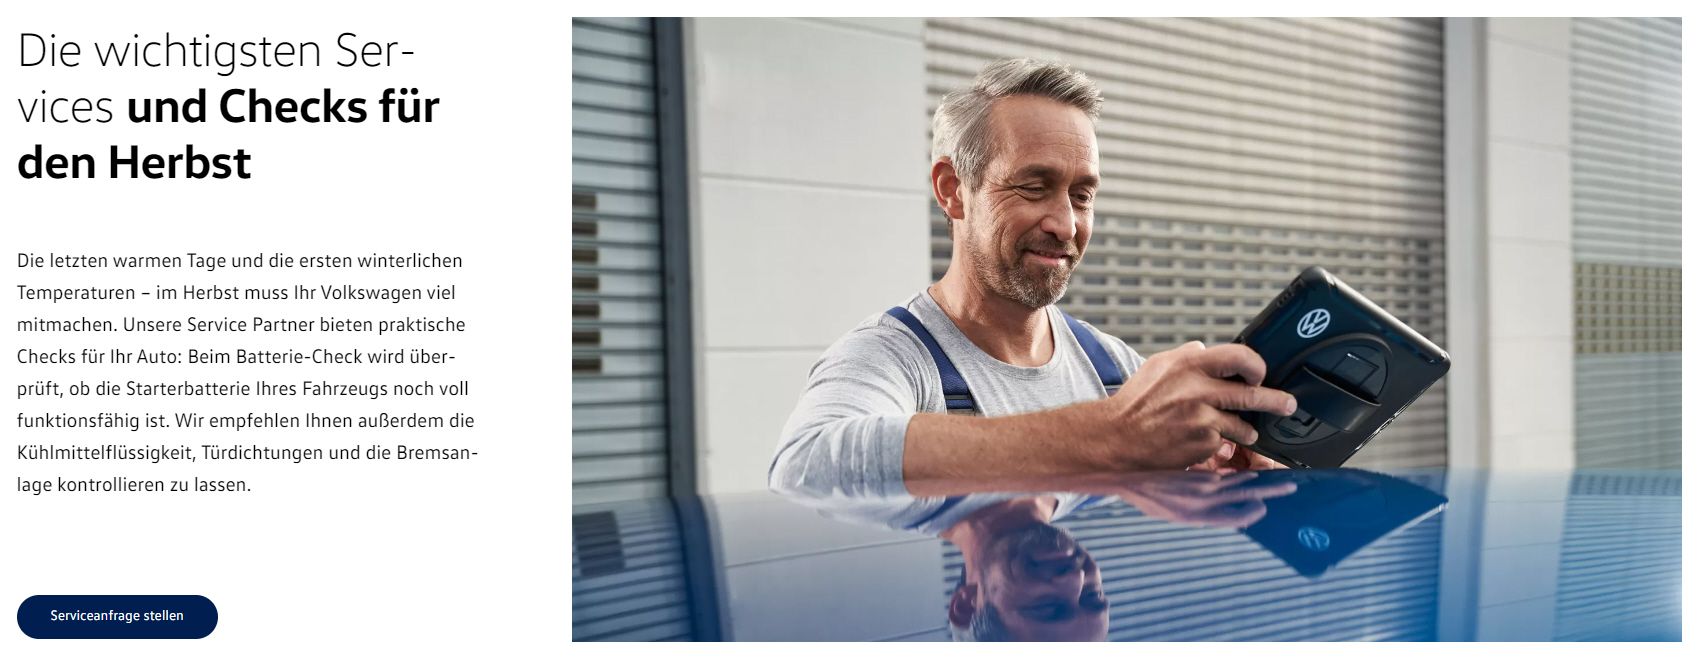 Die wichtigsten Ser-
vices und Checks für
den Herbst
Die letzten warmen Tage und die ersten winterlichen
Temperaturen – im Herbst muss Ihr Volkswagen viel
mitmachen. Unsere Service Partner bieten praktische
Checks für Ihr Auto: Beim Batterie-Check wird über-
prüft, ob die Starterbatterie Ihres Fahrzeugs noch voll
funktionsfähig ist. Wir empfehlen Ihnen außerdem die
Kühlmittelflüssigkeit, Türdichtungen und die Bremsan-
lage kontrollieren zu lassen.
Serviceanfrage stellen